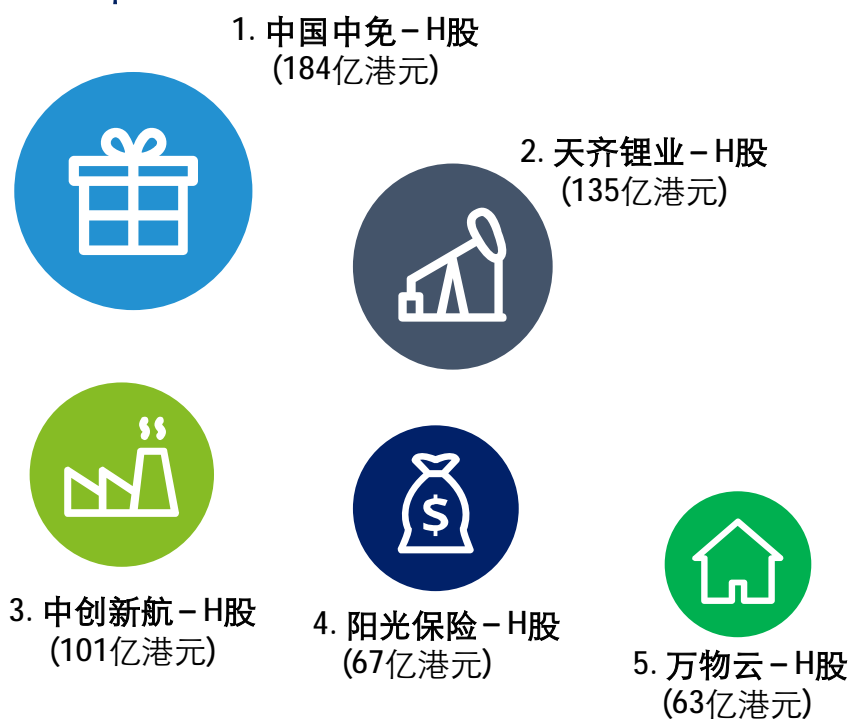 1. 中国中免 – H股
(184亿港元)
2. 天齐锂业 – H股
(135亿港元)
3. 中创新航 – H股
(101亿港元)
$
4. 阳光保险 – H股
(67亿港元)
5. 万物云 – H股
(63亿港元)